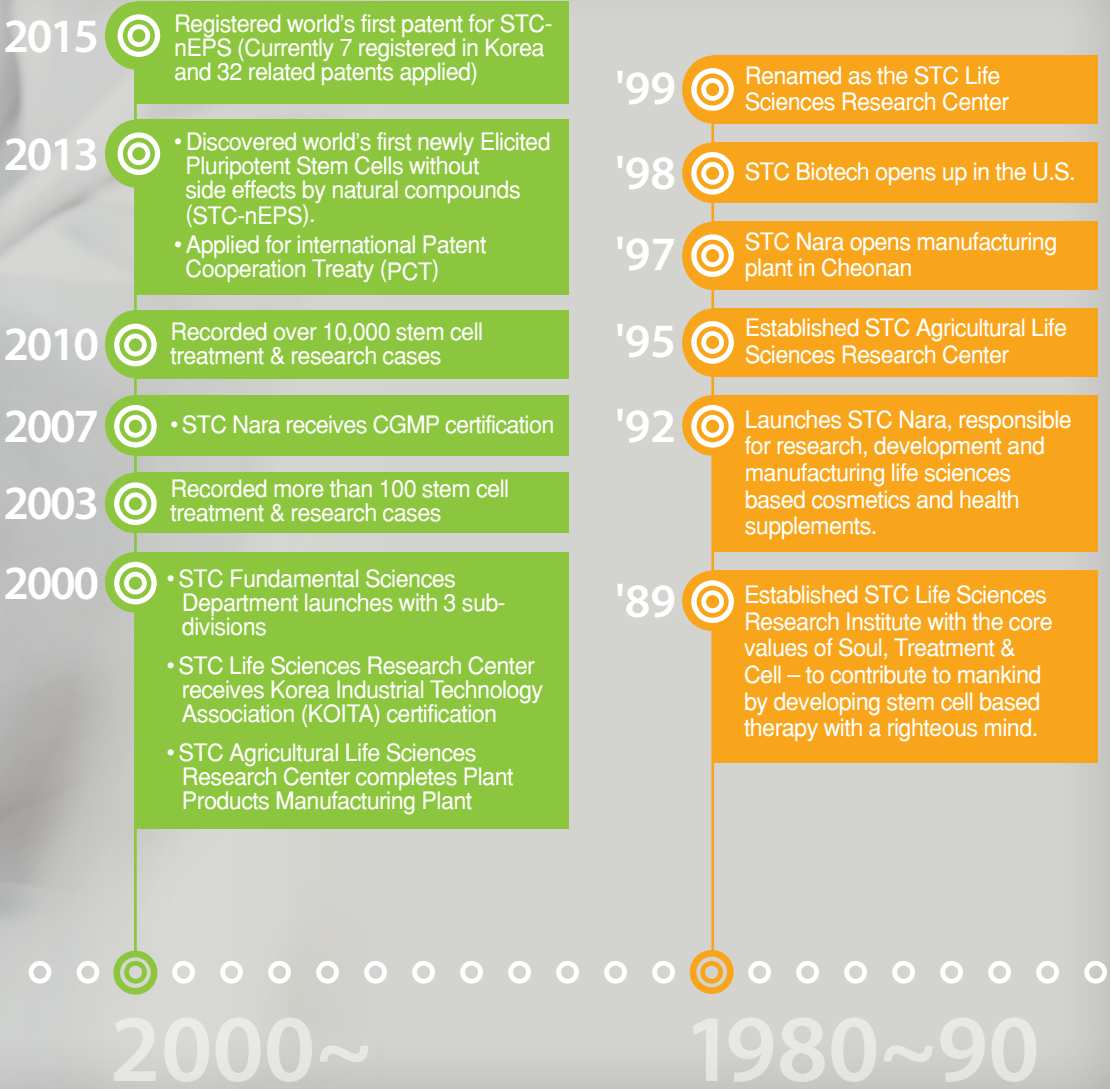 2015
Registered world's first patent for STC-
nEPS (Currently 7 registered in Korea
and 32 related patents applied)
2013
• Discovered world's first newly Elicited
Pluripotent Stem Cells without
side effects by natural compounds
(STC-nEPS).
• Applied for international Patent
Cooperation Treaty (PCT)
2010
Recorded over 10,000 stem cell
treatment & research cases
2007
• STC Nara receives CGMP certification
2003
Recorded more than 100 stem cell
treatment & research cases
2000
• STC Fundamental Sciences
Department launches with 3 sub-
divisions
• STC Life Sciences Research Center
receives Korea Industrial Technology
Association (KOITA) certification
• STC Agricultural Life Sciences
Research Center completes Plant
Products Manufacturing Plant
2000~
'99
Renamed as the STC Life
Sciences Research Center
'98
STC Biotech opens up in the U.S.
'97
STC Nara opens manufacturing
plant in Cheonan
'95
Established STC Agricultural Life
Sciences Research Center
'92
Launches STC Nara, responsible
for research, development and
manufacturing life sciences
based cosmetics and health
supplements.
'89
Established STC Life Sciences
Research Institute with the core
values of Soul, Treatment &
Cell – to contribute to mankind
by developing stem cell based
therapy with a righteous mind.
1980~90